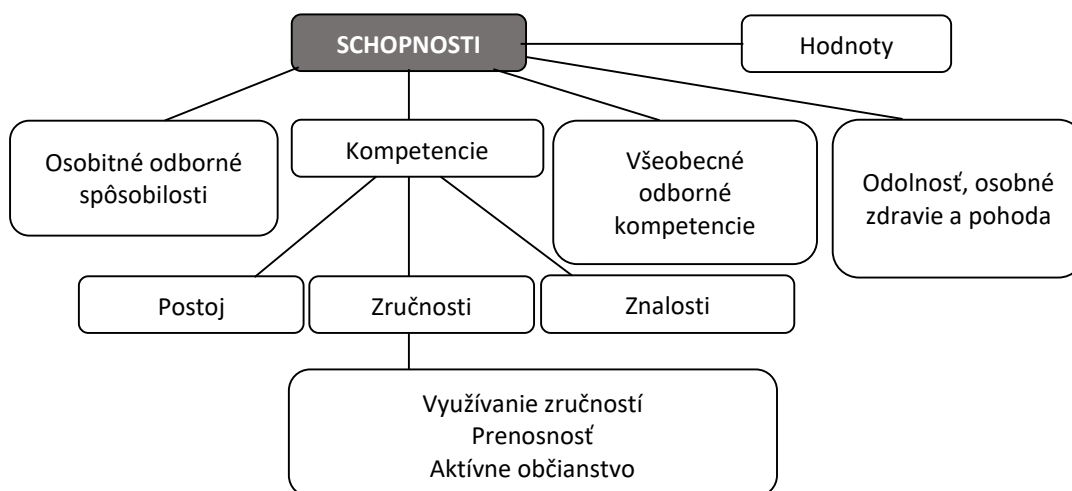 SCHOPNOSTI
Hodnoty
Osobitné odborné
spôsobilosti
Kompetencie
Všeobecné
odborné
kompetencie
Odolnosť, osobné
zdravie a pohoda
Postoj
Zručnosti
Znalosti
Využívanie zručností
Prenosnosť
Aktívne občianstvo